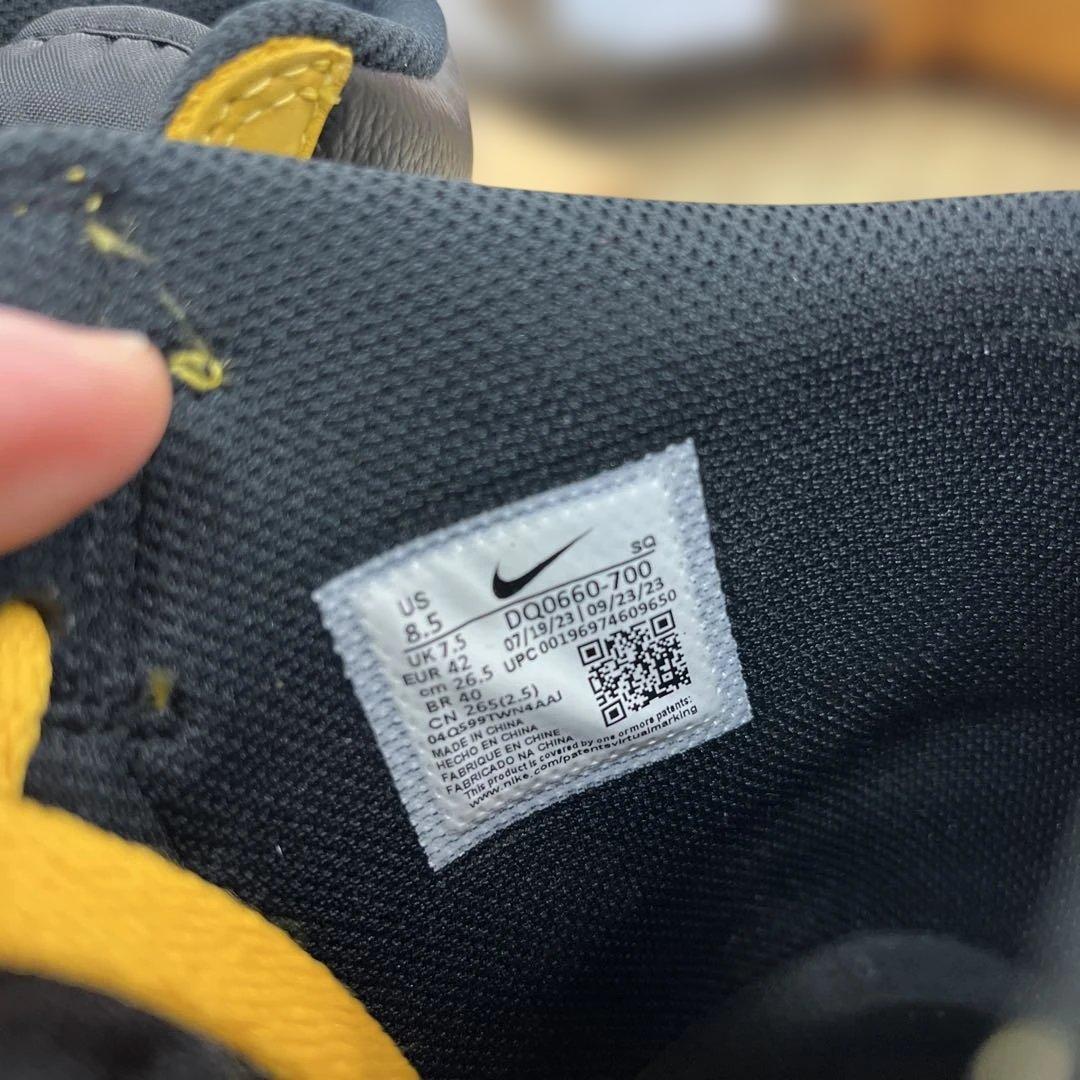 US
8.5
UK 7.5
EUR 42
cm 26.5
BR 40
CN 265(2.5)
04Q599TWN4AAJ
MADE IN CHINA
HECHO EN CHINA
FABRIQUE EN CHINE
FABRICADO NA CHINA
This product is covered by one or more patents:
www.nike.com/patentsvirtualmarking
SQ
DQ0660-700
07/19/23 | 09/23/23
UPC 00196974609650